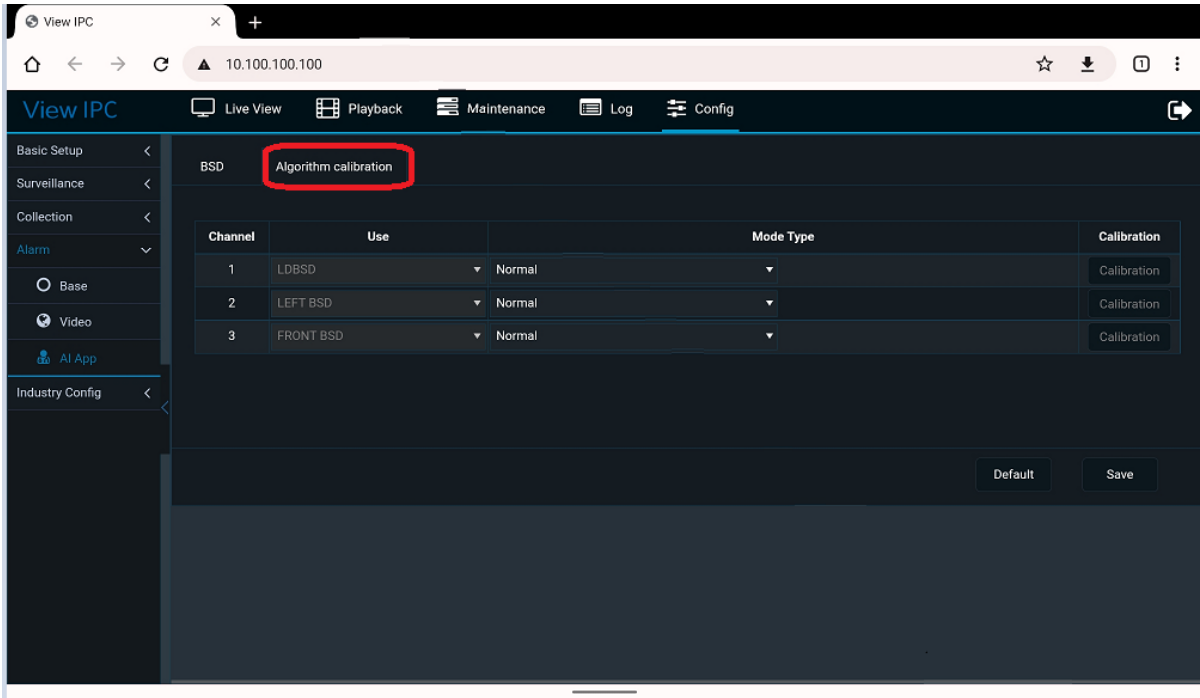 View IPC
10.100.100.100
1
View IPC
Live View Playback Maintenance Log Config
Basic Setup
Surveillance
Collection
Alarm
Base
Video
AI App
Industry Config
BSD Algorithm calibration
Channel Use Mode Type Calibration
1 LDBSD Normal Calibration
2 LEFT BSD Normal Calibration
3 FRONT BSD Normal Calibration
Default Save